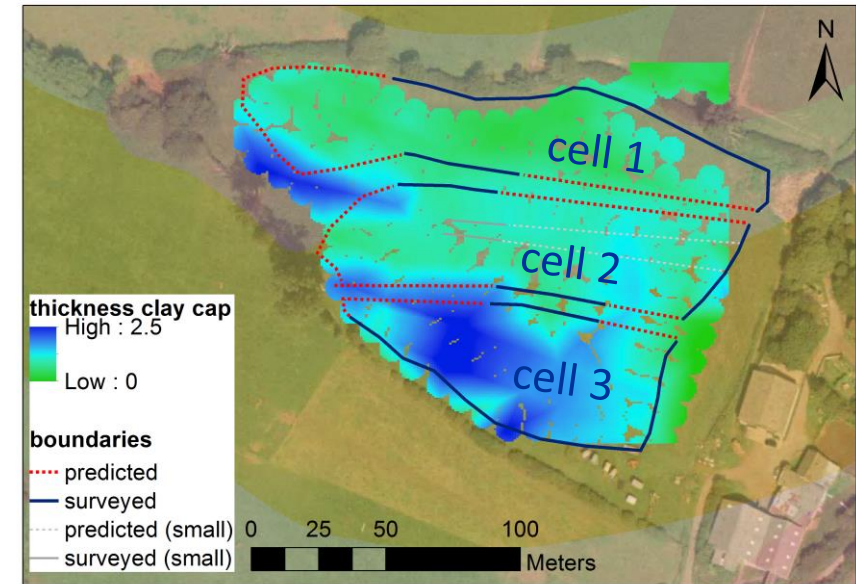 N
cell 1
cell 2
cell 3
thickness clay cap
High : 2.5
Low : 0
boundaries
predicted
surveyed
predicted (small)
surveyed (small)
0 25 50 100
Meters